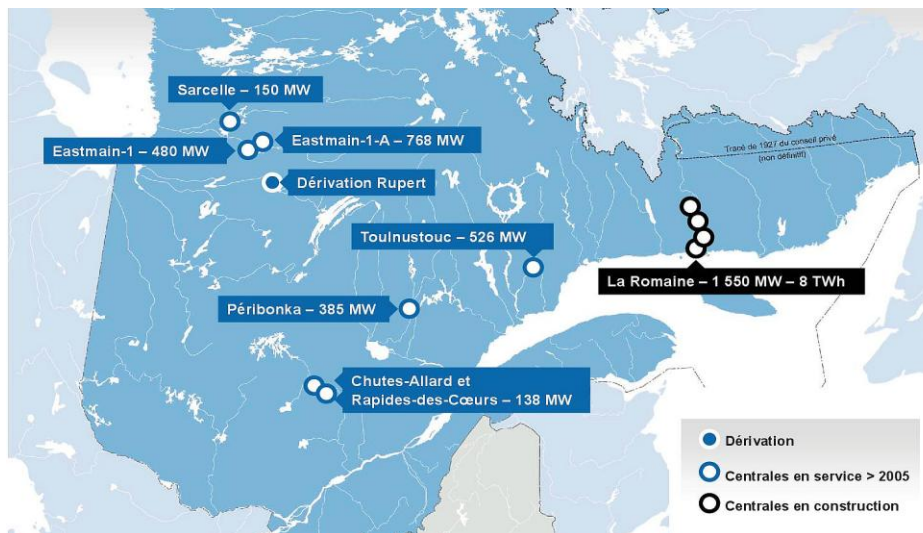 Sarcelle – 150 MW
Eastmain-1 – 480 MW
Eastmain-1-A – 768 MW
Dérivation Rupert
Tracé de 1927 du conseil privé
(non définitif)
Toulnustouc – 526 MW
La Romaine – 1 550 MW – 8 TWh
Péribonka – 385 MW
Chutes-Allard et
Rapides-des-Cœurs – 138 MW
Dérivation
Centrales en service > 2005
Centrales en construction